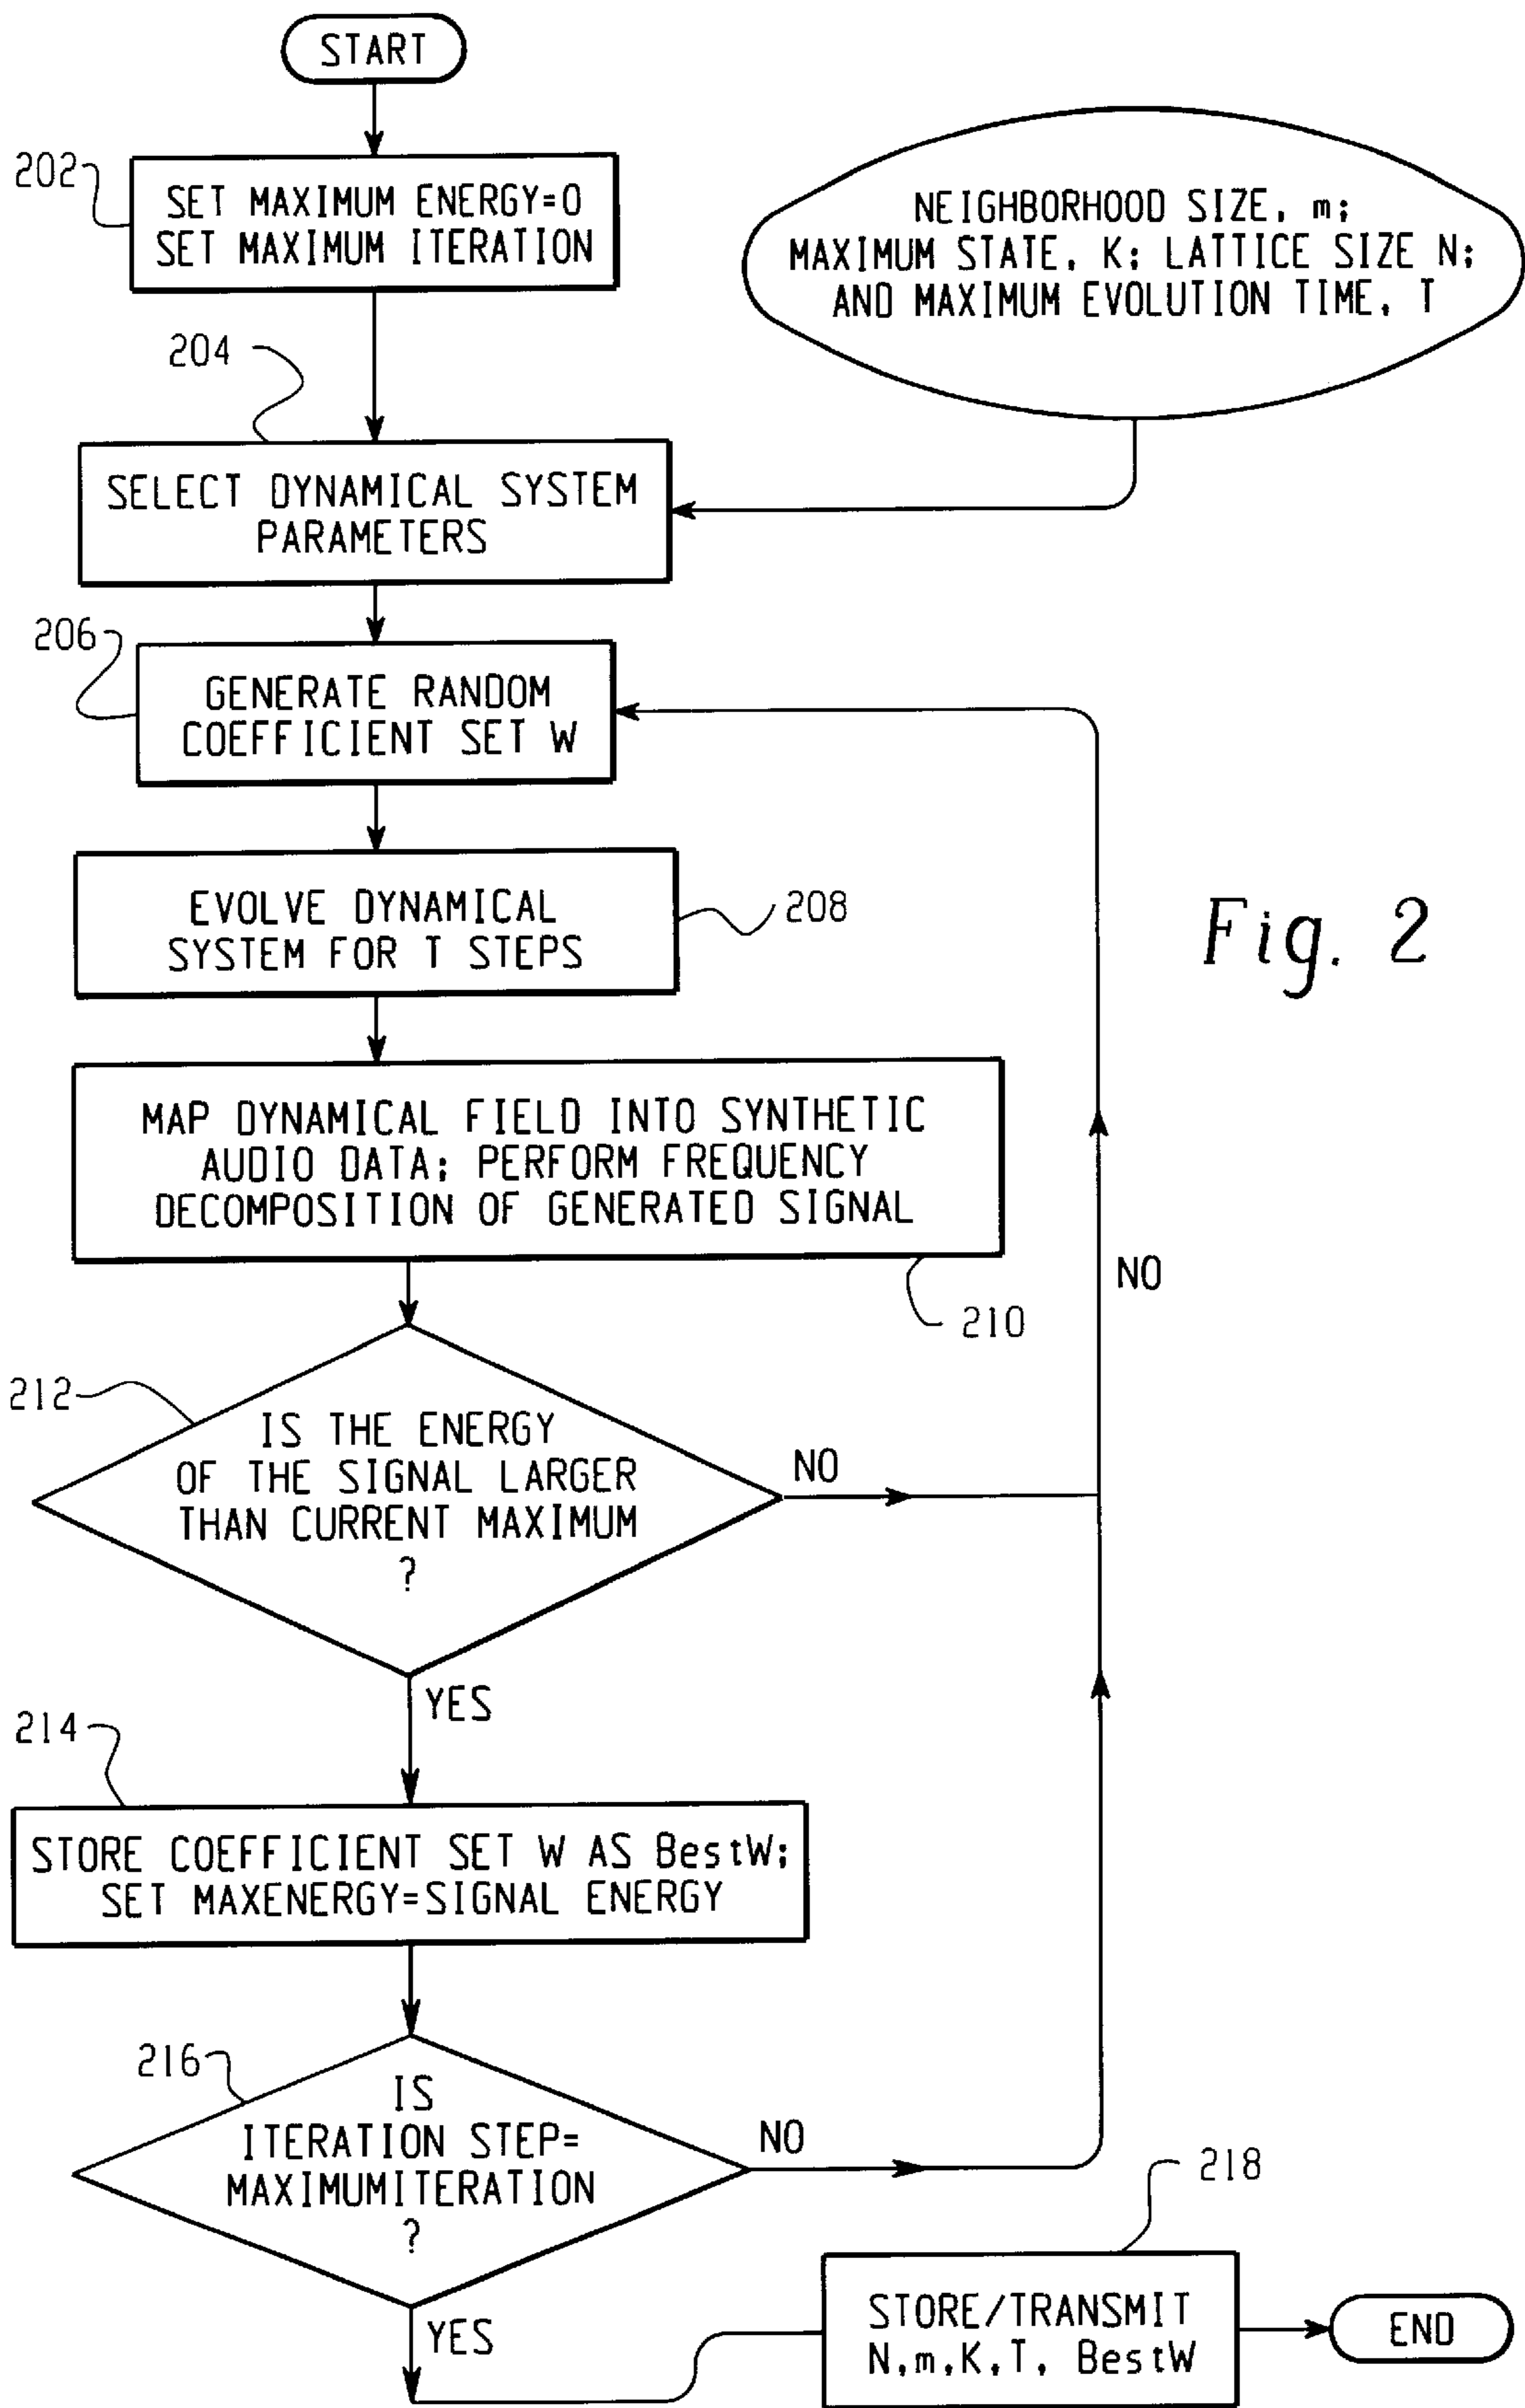 START
202
SET MAXIMUM ENERGY=0
SET MAXIMUM ITERATION
NEIGHBORHOOD SIZE, m;
MAXIMUM STATE, K; LATTICE SIZE N;
AND MAXIMUM EVOLUTION TIME, T
204
SELECT DYNAMICAL SYSTEM
PARAMETERS
206
GENERATE RANDOM
COEFFICIENT SET W
EVOLVE DYNAMICAL
SYSTEM FOR T STEPS
208
Fig. 2
MAP DYNAMICAL FIELD INTO SYNTHETIC
AUDIO DATA; PERFORM FREQUENCY
DECOMPOSITION OF GENERATED SIGNAL
210
NO
212
IS THE ENERGY
OF THE SIGNAL LARGER
THAN CURRENT MAXIMUM
?
NO
YES
214
STORE COEFFICIENT SET W AS BestW;
SET MAXENERGY=SIGNAL ENERGY
216
IS
ITERATION STEP=
MAXIMUMITERATION
?
NO
YES
218
STORE/TRANSMIT
N,m,K,T, BestW
END